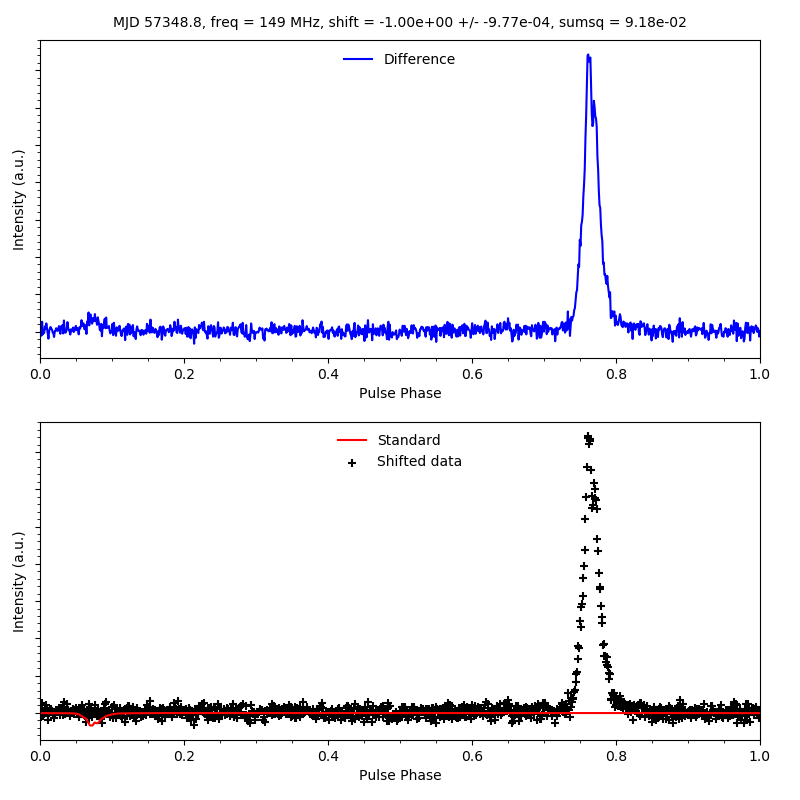 MJD 57348.8, freq = 149 MHz, shift = -1.00e+00 +/- -9.77e-04, sumsq = 9.18e-02
Difference
Intensity (a.u.)
0.0 0.2 0.4 0.6 0.8 1.0
Pulse Phase
Standard
Shifted data
Intensity (a.u.)
0.0 0.2 0.4 0.6 0.8 1.0
Pulse Phase